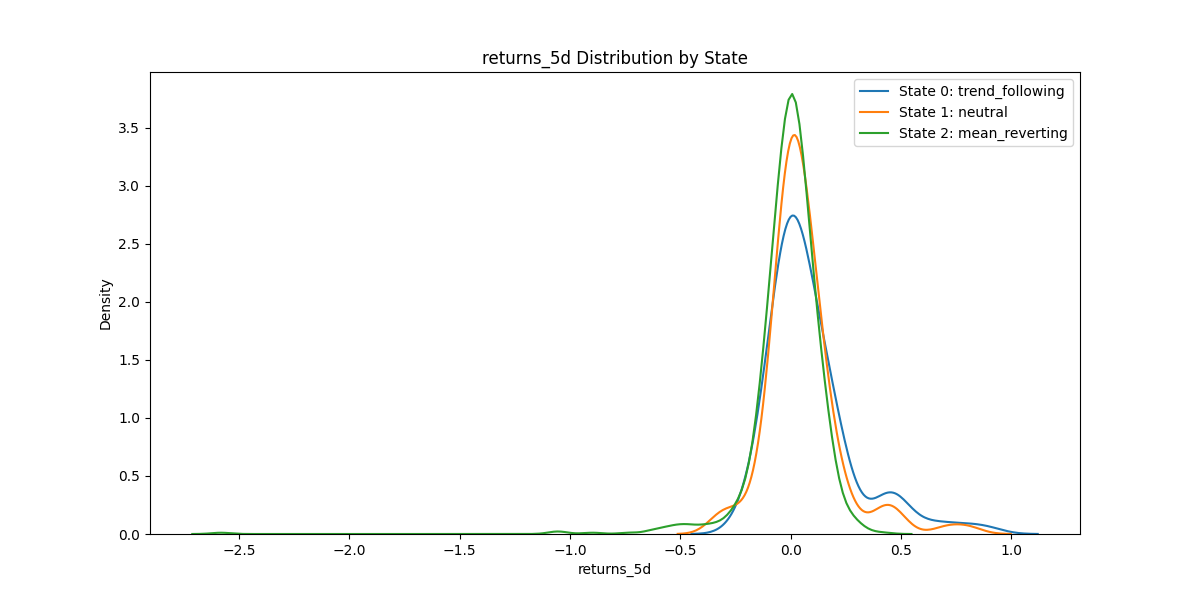 returns_5d Distribution by State
State 0: trend_following
State 1: neutral
State 2: mean_reverting
Density
3.5
3.0
2.5
2.0
1.5
1.0
0.5
0.0
−2.5 −2.0 −1.5 −1.0 −0.5 0.0 0.5 1.0
returns_5d